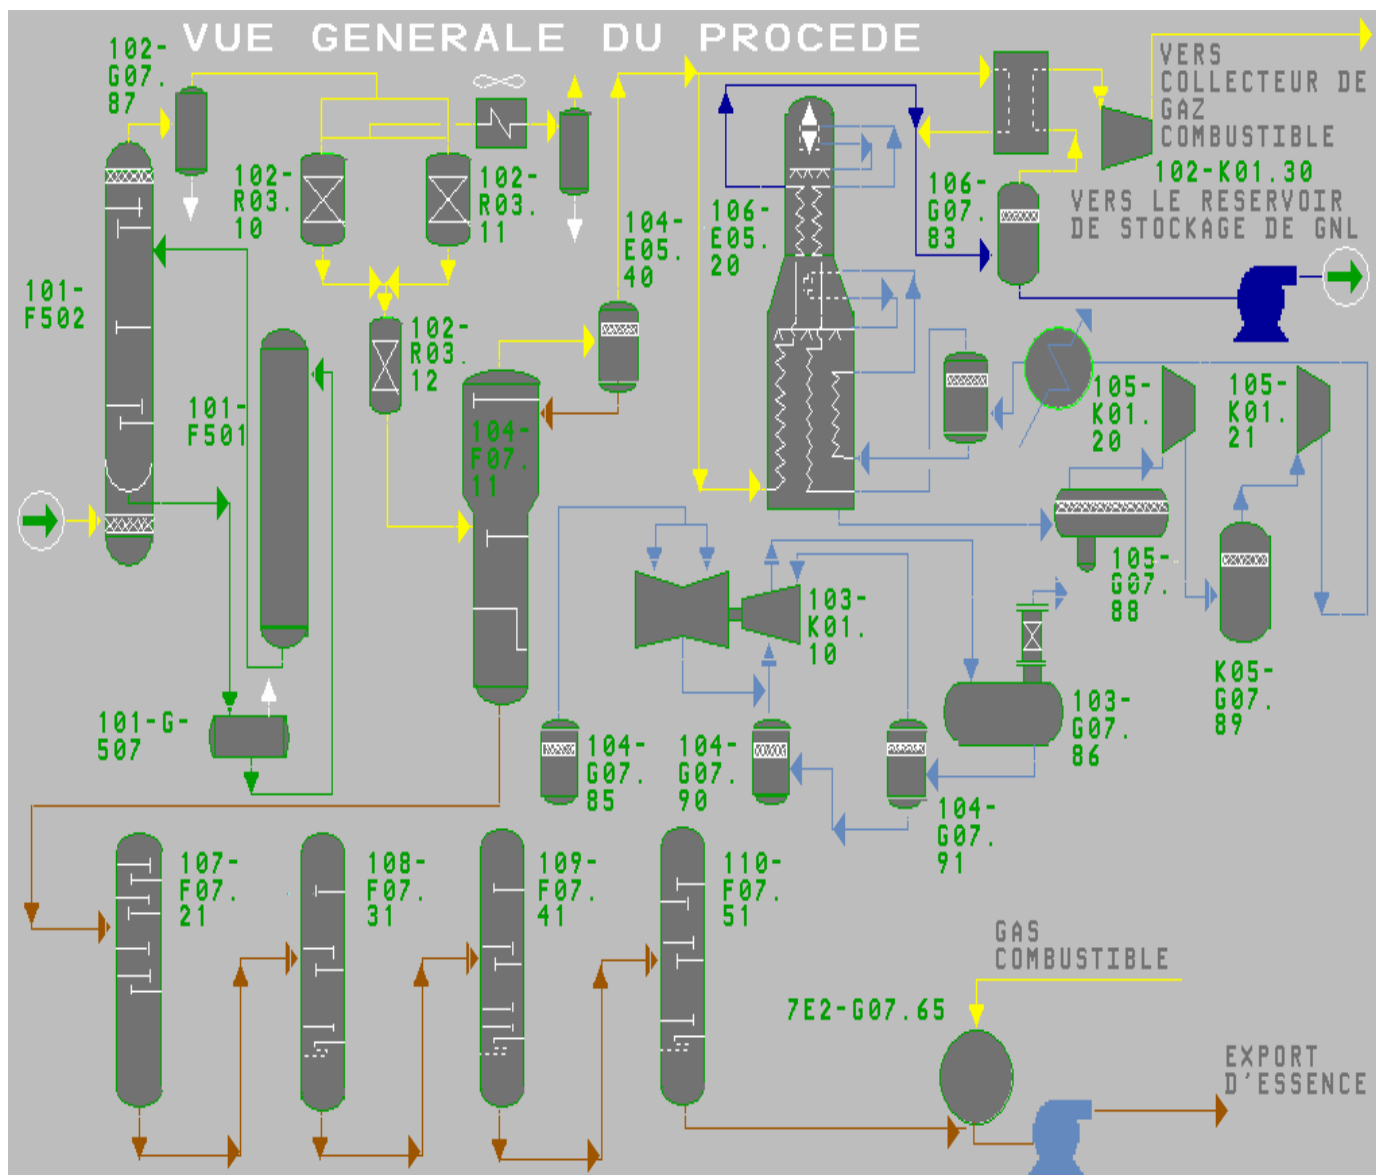 VUE GENERALE DU PROCEDE
102-
G07.
87
VERS
COLLECTEUR DE
GAZ
COMBUSTIBLE
102-K01.30
102-
R03.
10
102-
R03.
11
104-
E05.
40
106-
E05.
20
106-
G07.
83
VERS LE RESERVOIR
DE STOCKAGE DE GNL
101-
F502
102-
R03.
12
101-
F501
104-
F07.
11
105-
K01.
20
105-
K01.
21
105-
G07.
88
103-
K01.
10
K05-
G07.
89
103-
G07.
86
101-G-
507
104-
G07.
85
104-
G07.
90
104-
G07.
91
107-
F07.
21
108-
F07.
31
109-
F07.
41
110-
F07.
51
GAS
COMBUSTIBLE
7E2-G07.65
EXPORT
D'ESSENCE